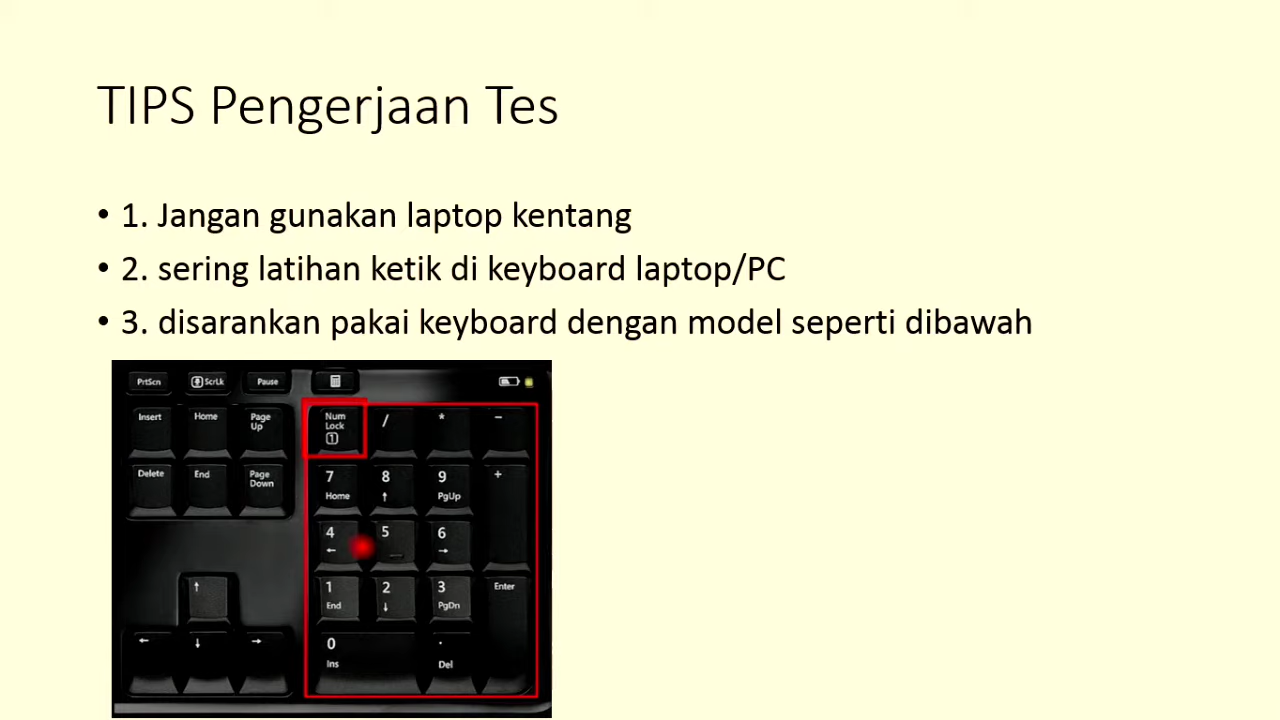 TIPS Pengerjaan Tes
• 1. Jangan gunakan laptop kentang
• 2. sering latihan ketik di keyboard laptop/PC
• 3. disarankan pakai keyboard dengan model seperti dibawah
PrtScn ScrLk Pause
Insert Home Page Up Num Lock 1 / * -
Delete End Page Down 7 Home 8 ↑ 9 PgUp +
4 ← 5 6 →
↑ 1 End 2 ↓ 3 PgDn Enter
← ↓ → 0 Ins . Del